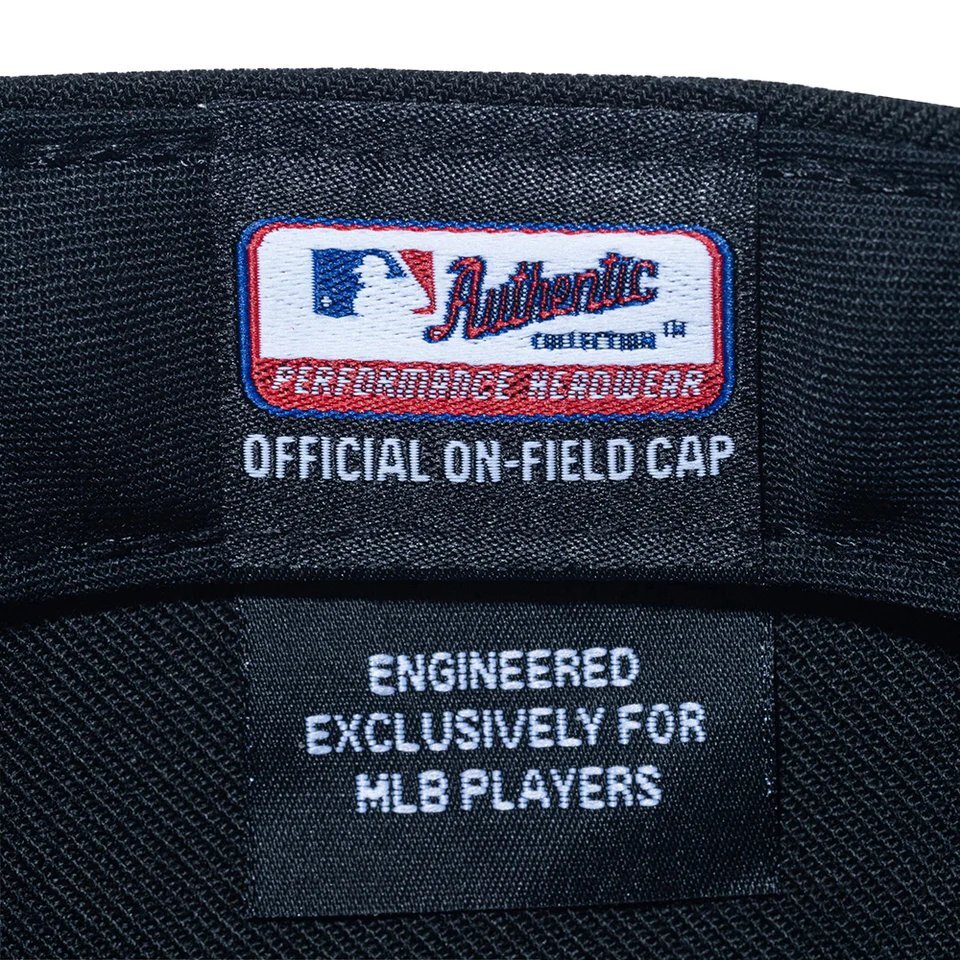 Authentic
COLLECTION ™
PERFORMANCE HEADWEAR
OFFICIAL ON-FIELD CAP
ENGINEERED
EXCLUSIVELY FOR
MLB PLAYERS